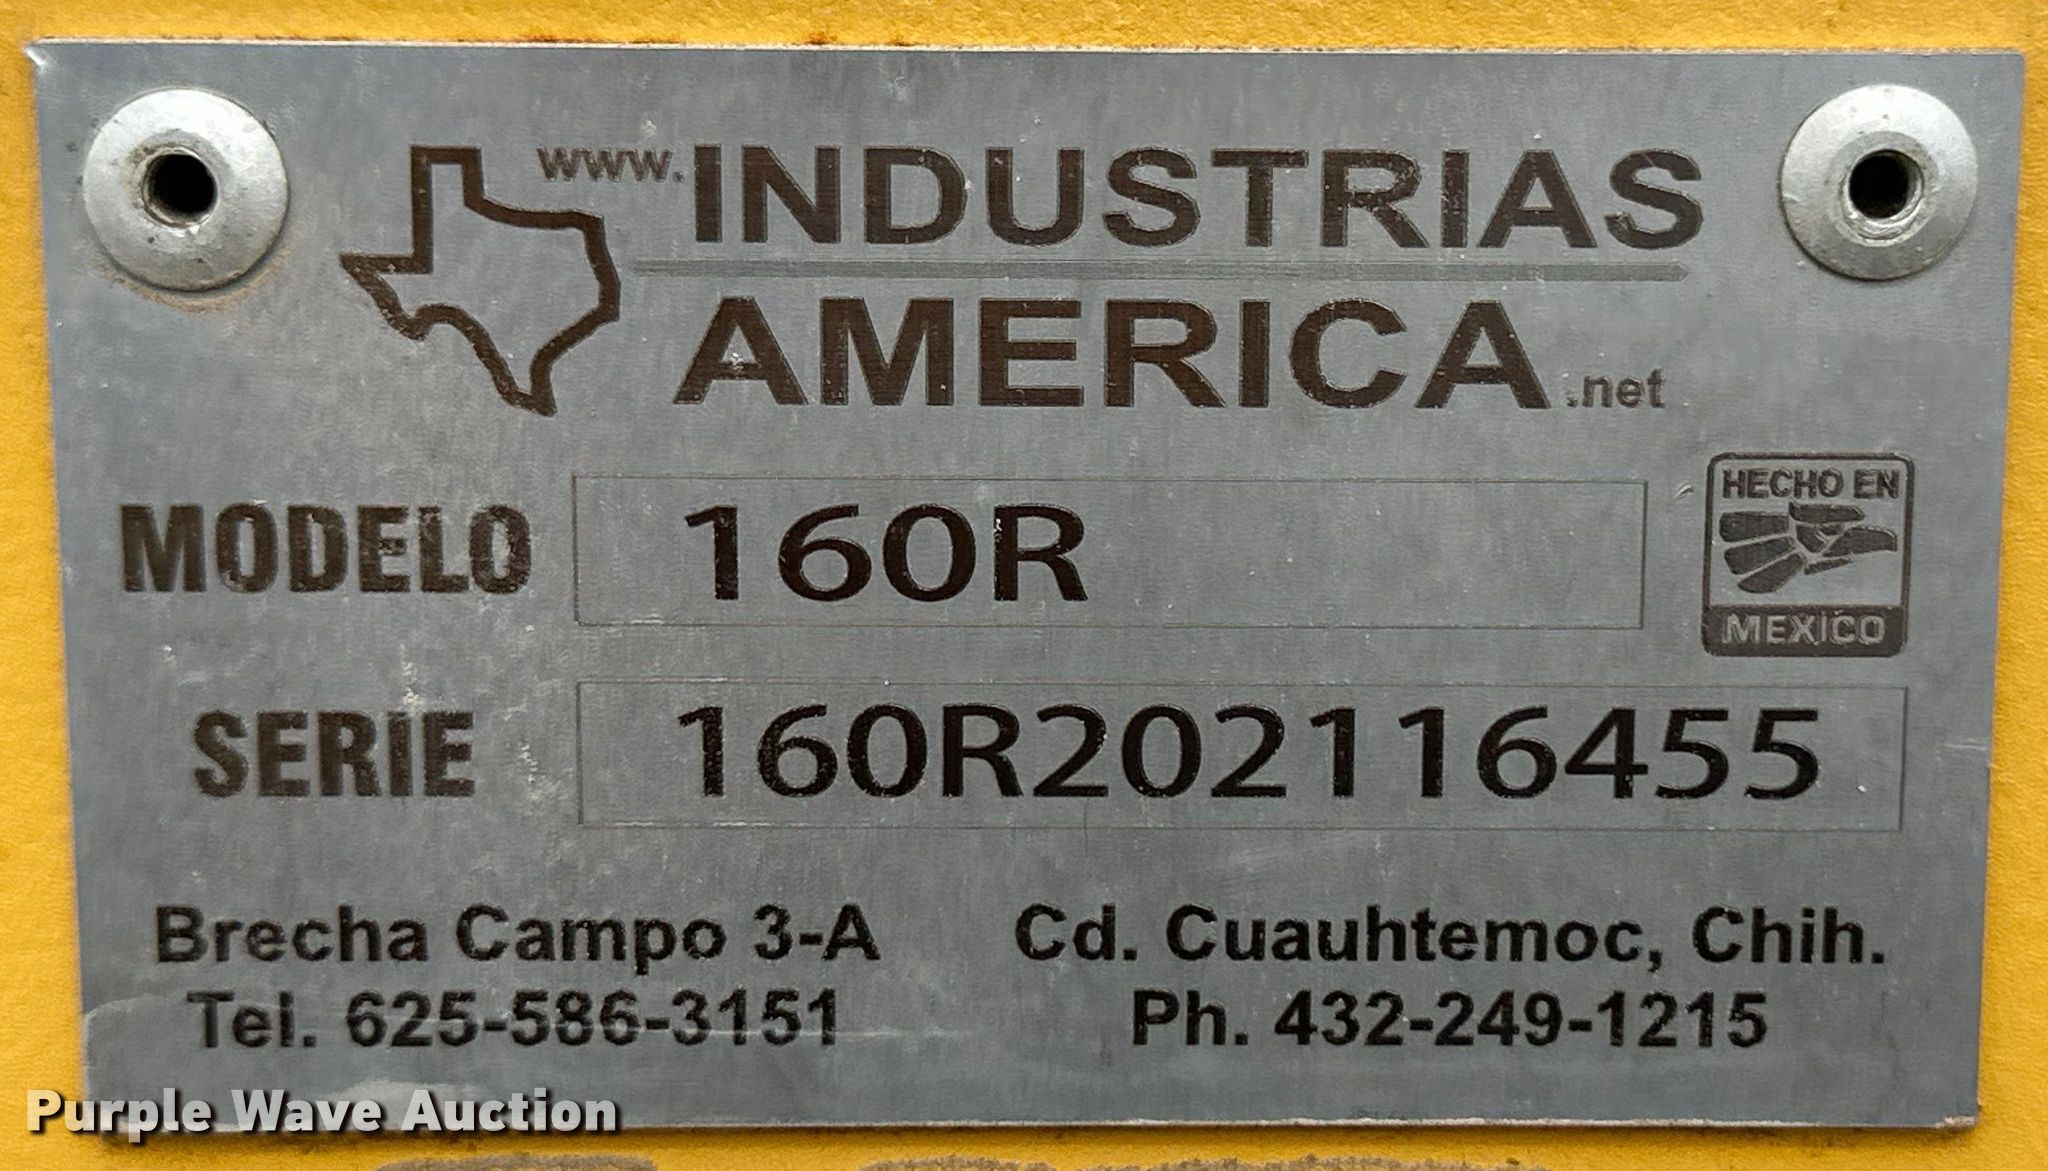 www. INDUSTRIAS
AMERICA .net
MODELO 160R
HECHO EN
MEXICO
SERIE 160R202116455
Brecha Campo 3-A Cd. Cuauhtemoc, Chih.
Tel. 625-586-3151 Ph. 432-249-1215
Purple Wave Auction